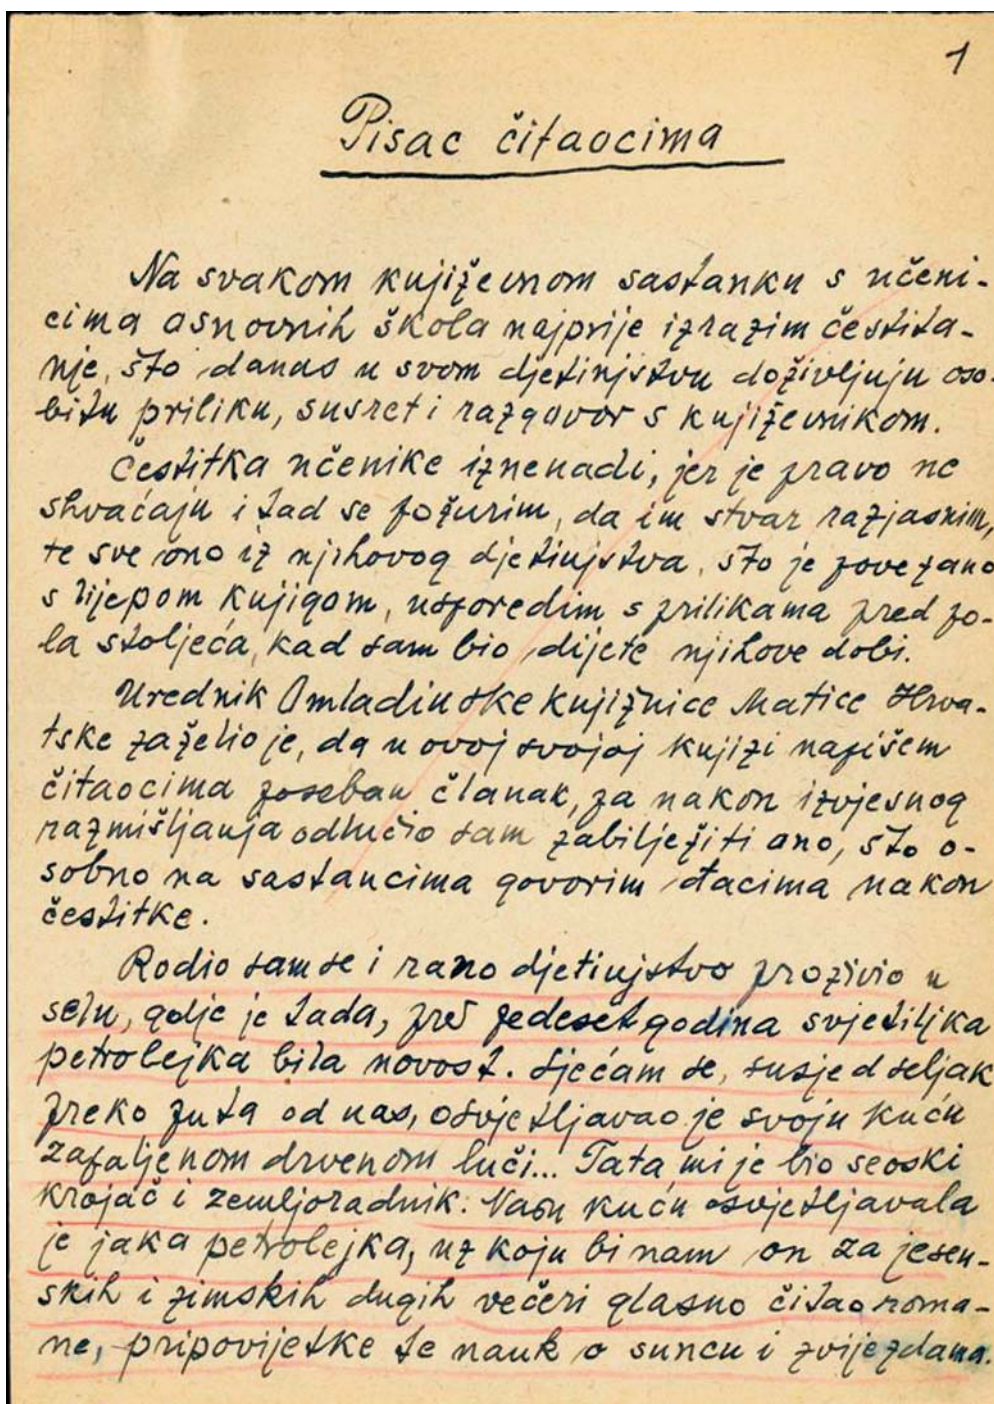 1
Pisac čitaocima
Na svakom književnom sastanku s učeni-
cima osnovnih škola najprije izrazim čestita-
nje, što danas u svom djetinjstvu doživljuju oso-
bitu priliku, susret i razgovor s književnikom.
Čestitka učenike iznenadi, jer je pravo ne
shvaćaju i tad se požurim, da im stvar razjasnim,
te sve ono iz njihovog djetinjstva, što je povezano
s lijepom knjigom, usporedim s prilikama pred po-
la stoljeća, kad sam bio dijete njihove dobi.
Urednik Omladinske knjižnice Matice Hrva-
tske zaželio je, da u ovoj svojoj knjizi napišem
čitaocima poseban članak, pa nakon izvjesnog
razmišljanja odlučio sam zabilježiti ono, što o-
sobno na sastancima govorim đacima nakon
čestitke.
Rodio sam se i rano djetinjstvo proživio u
selu, gdje je tada, pred pedeset godina svjetiljka
petrolejka bila novost. Sjećam se, susjed seljak
preko puta od nas, osvjetljavao je svoju kuću
zapaljenom drvenom luči... Tata mi je bio seoski
krojač i zemljoradnik. Našu kuću osvjetljavala
je jaka petrolejka, uz koju bi nam on za jesen-
skih i zimskih dugih večeri glasno čitao roma-
ne, pripovijetke te nauk o suncu i zvijezdama.